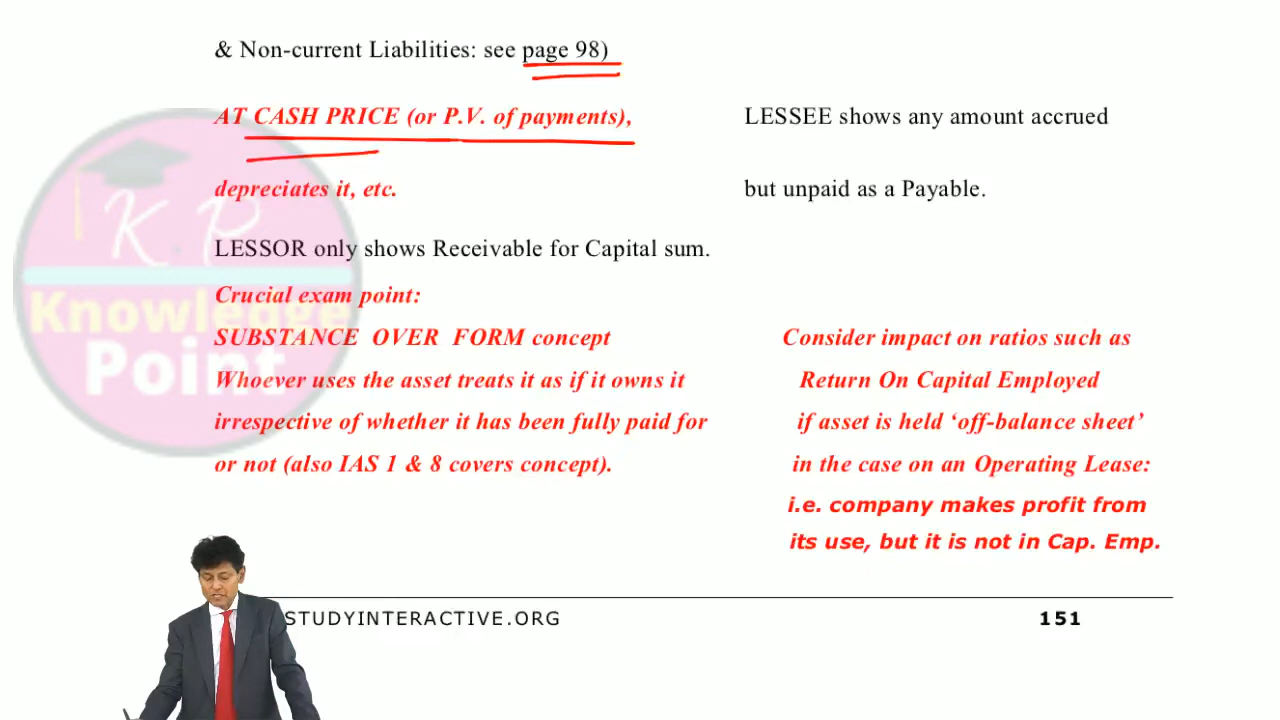 & Non-current Liabilities: see page 98)
AT CASH PRICE (or P.V. of payments),
depreciates it, etc.
LESSOR only shows Receivable for Capital sum.
Crucial exam point:
SUBSTANCE OVER FORM concept
Whoever uses the asset treats it as if it owns it
irrespective of whether it has been fully paid for
or not (also IAS 1 & 8 covers concept).
LESSEE shows any amount accrued
but unpaid as a Payable.
Consider impact on ratios such as
Return On Capital Employed
if asset is held ‘off-balance sheet’
in the case on an Operating Lease:
i.e. company makes profit from
its use, but it is not in Cap. Emp.
K P
Knowledge
Point
STUDYINTERACTIVE.ORG
151